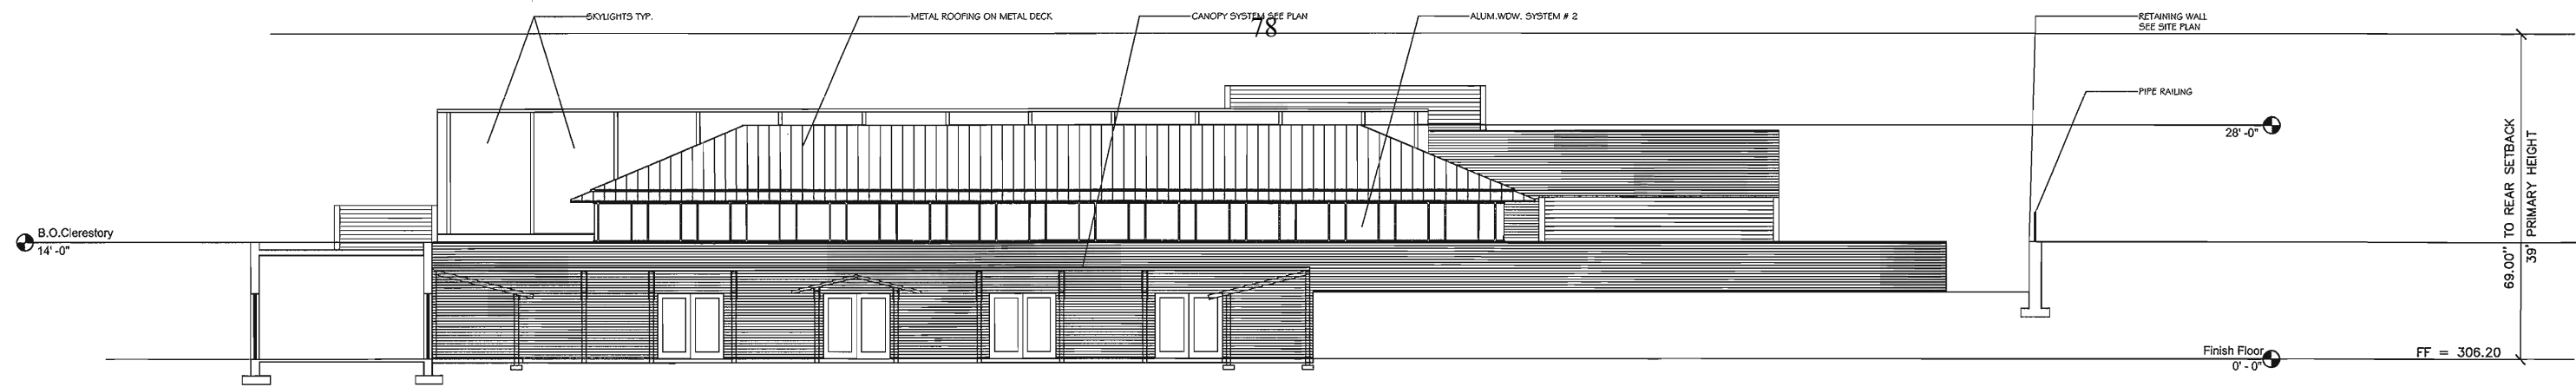 SKYLIGHTS TYP.
METAL ROOFING ON METAL DECK
CANOPY SYSTEM SEE PLAN
ALUM.WDW. SYSTEM # 2
RETAINING WALL
SEE SITE PLAN
78
PIPE RAILING
28' -0"
69.00" TO REAR SETBACK
39' PRIMARY HEIGHT
B.O.Clerestory
14' -0"
Finish Floor
0' - 0"
FF = 306.20